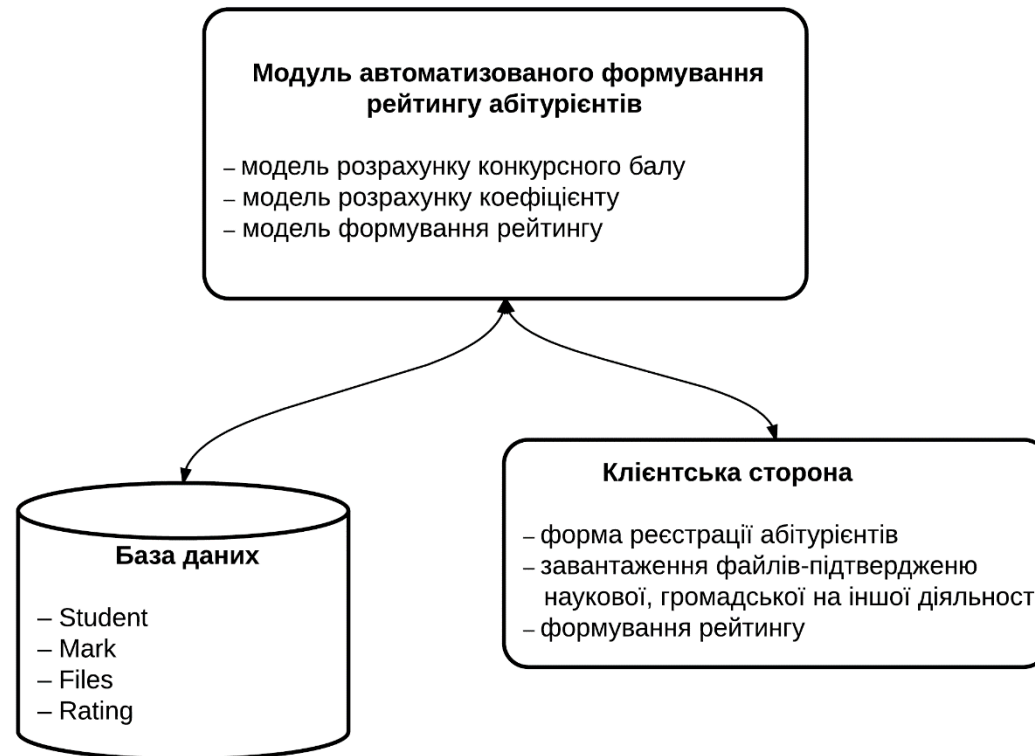 Модуль автоматизованого формування
рейтингу абітурієнтів
– модель розрахунку конкурсного балу
– модель розрахунку коефіцієнту
– модель формування рейтингу
База даних
– Student
– Mark
– Files
– Rating
Клієнтська сторона
– форма реєстрації абітурієнтів
– завантаження файлів-підтвердженю
наукової, громадської на іншої діяльност
– формування рейтингу